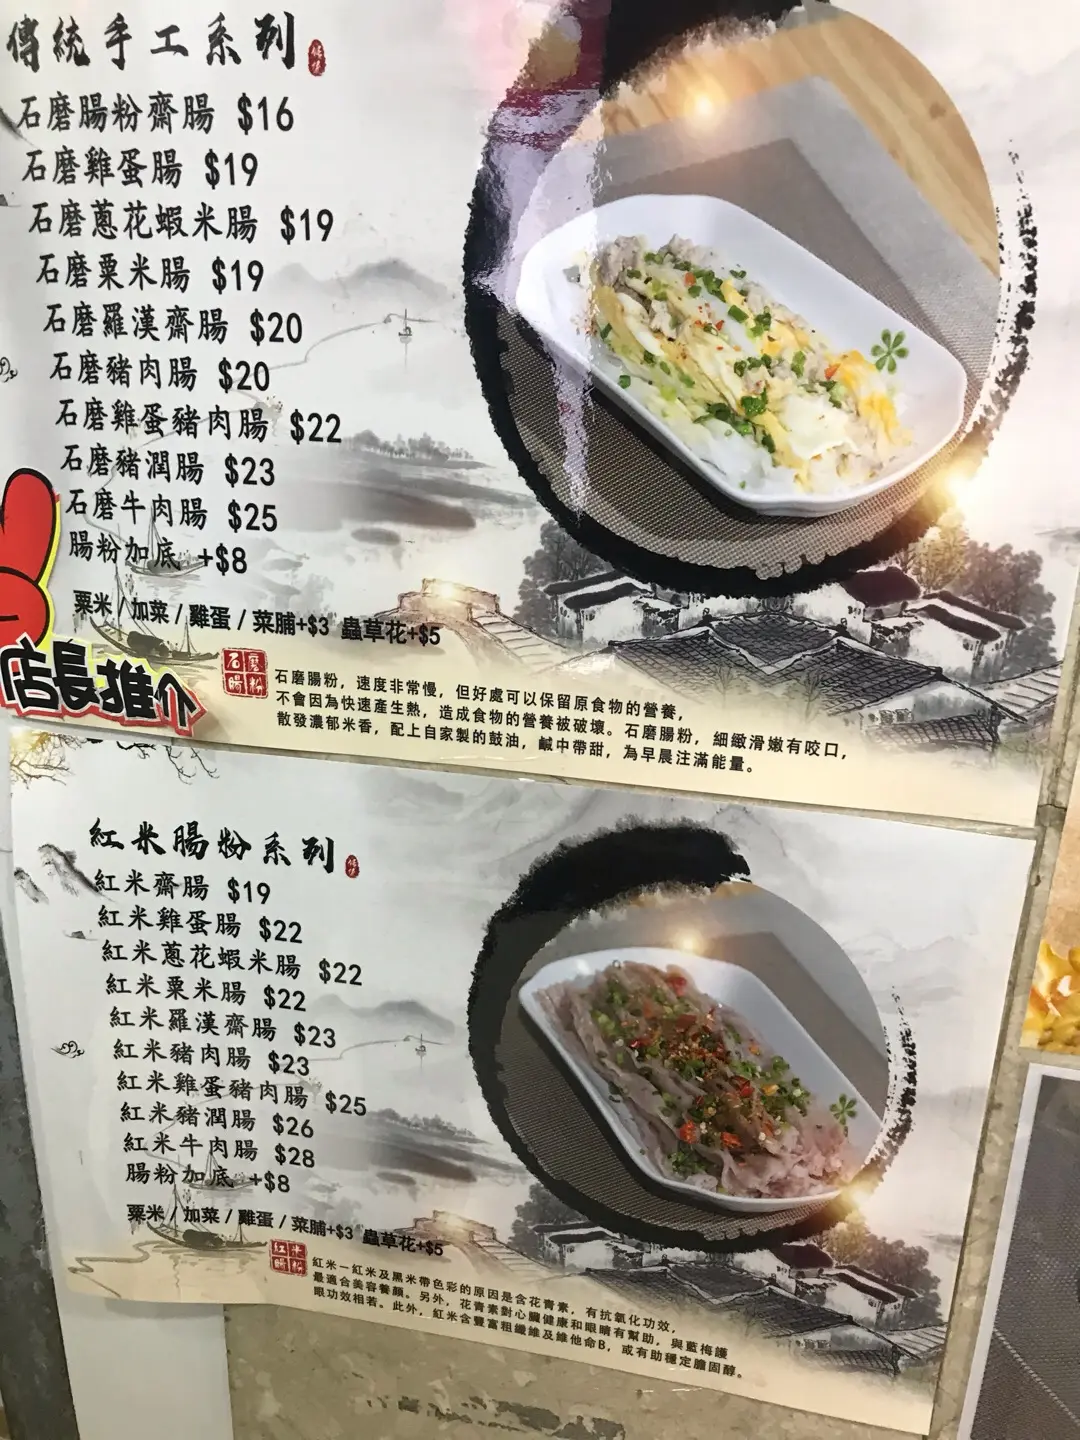 傳統手工系列
石磨腸粉齋腸 $16
石磨雞蛋腸 $19
石磨蔥花蝦米腸 $19
石磨粟米腸 $19
石磨羅漢齋腸 $20
石磨豬肉腸 $20
石磨雞蛋豬肉腸 $22
石磨豬潤腸 $23
石磨牛肉腸 $25
腸粉加底 +$8
粟米/加菜/雞蛋/菜脯+$3 蟲草花+$5
店長推介
石磨腸粉
石磨腸粉，速度非常慢，但好處可以保留原食物的營養，
不會因為快速產生熱，造成食物的營養被破壞。石磨腸粉，細緻滑嫩有咬口，
散發濃郁米香，配上自家製的鼓油，鹹中帶甜，為早晨注滿能量。
紅米腸粉系列
紅米齋腸 $19
紅米雞蛋腸 $22
紅米蔥花蝦米腸 $22
紅米粟米腸 $22
紅米羅漢齋腸 $23
紅米豬肉腸 $23
紅米雞蛋豬肉腸 $25
紅米豬潤腸 $26
紅米牛肉腸 $28
腸粉加底 +$8
粟米/加菜/雞蛋/菜脯+$3 蟲草花+$5
紅米腸粉
紅米一紅米及黑米帶色彩的原因是含花青素，有抗氧化功效，
最適合美容養顏。另外，花青素對心臟健康和眼睛有幫助，與藍梅護
眼功效相若。此外，紅米含豐富粗纖維及維他命B，或有助穩定膽固醇。